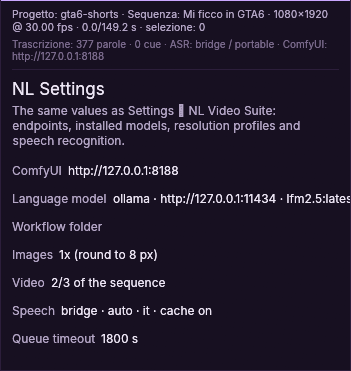 Progetto: gta6-shorts · Sequenza: Mi ficco in GTA6 · 1080×1920
@ 30.00 fps · 0.0/149.2 s · selezione: 0
Trascrizione: 377 parole · 0 cue · ASR: bridge / portable · ComfyUI:
http://127.0.0.1:8188
NL Settings
The same values as Settings ▯ NL Video Suite:
endpoints, installed models, resolution profiles and
speech recognition.
ComfyUI http://127.0.0.1:8188
Language model ollama · http://127.0.0.1:11434 · lfm2.5:lates
Workflow folder
Images 1x (round to 8 px)
Video 2/3 of the sequence
Speech bridge · auto · it · cache on
Queue timeout 1800 s